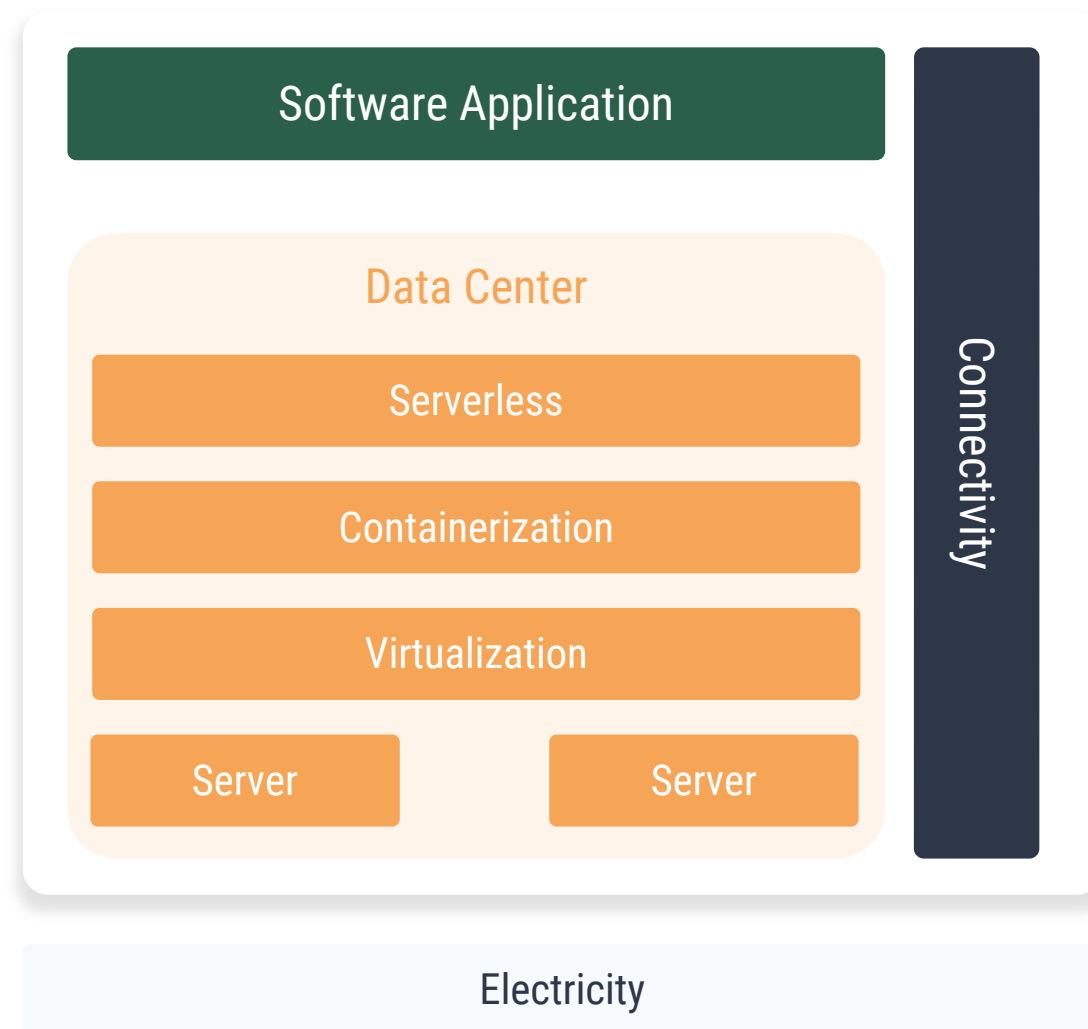 Software Application
Data Center
Serverless
Containerization
Virtualization
Server
Server
Connectivity
Electricity